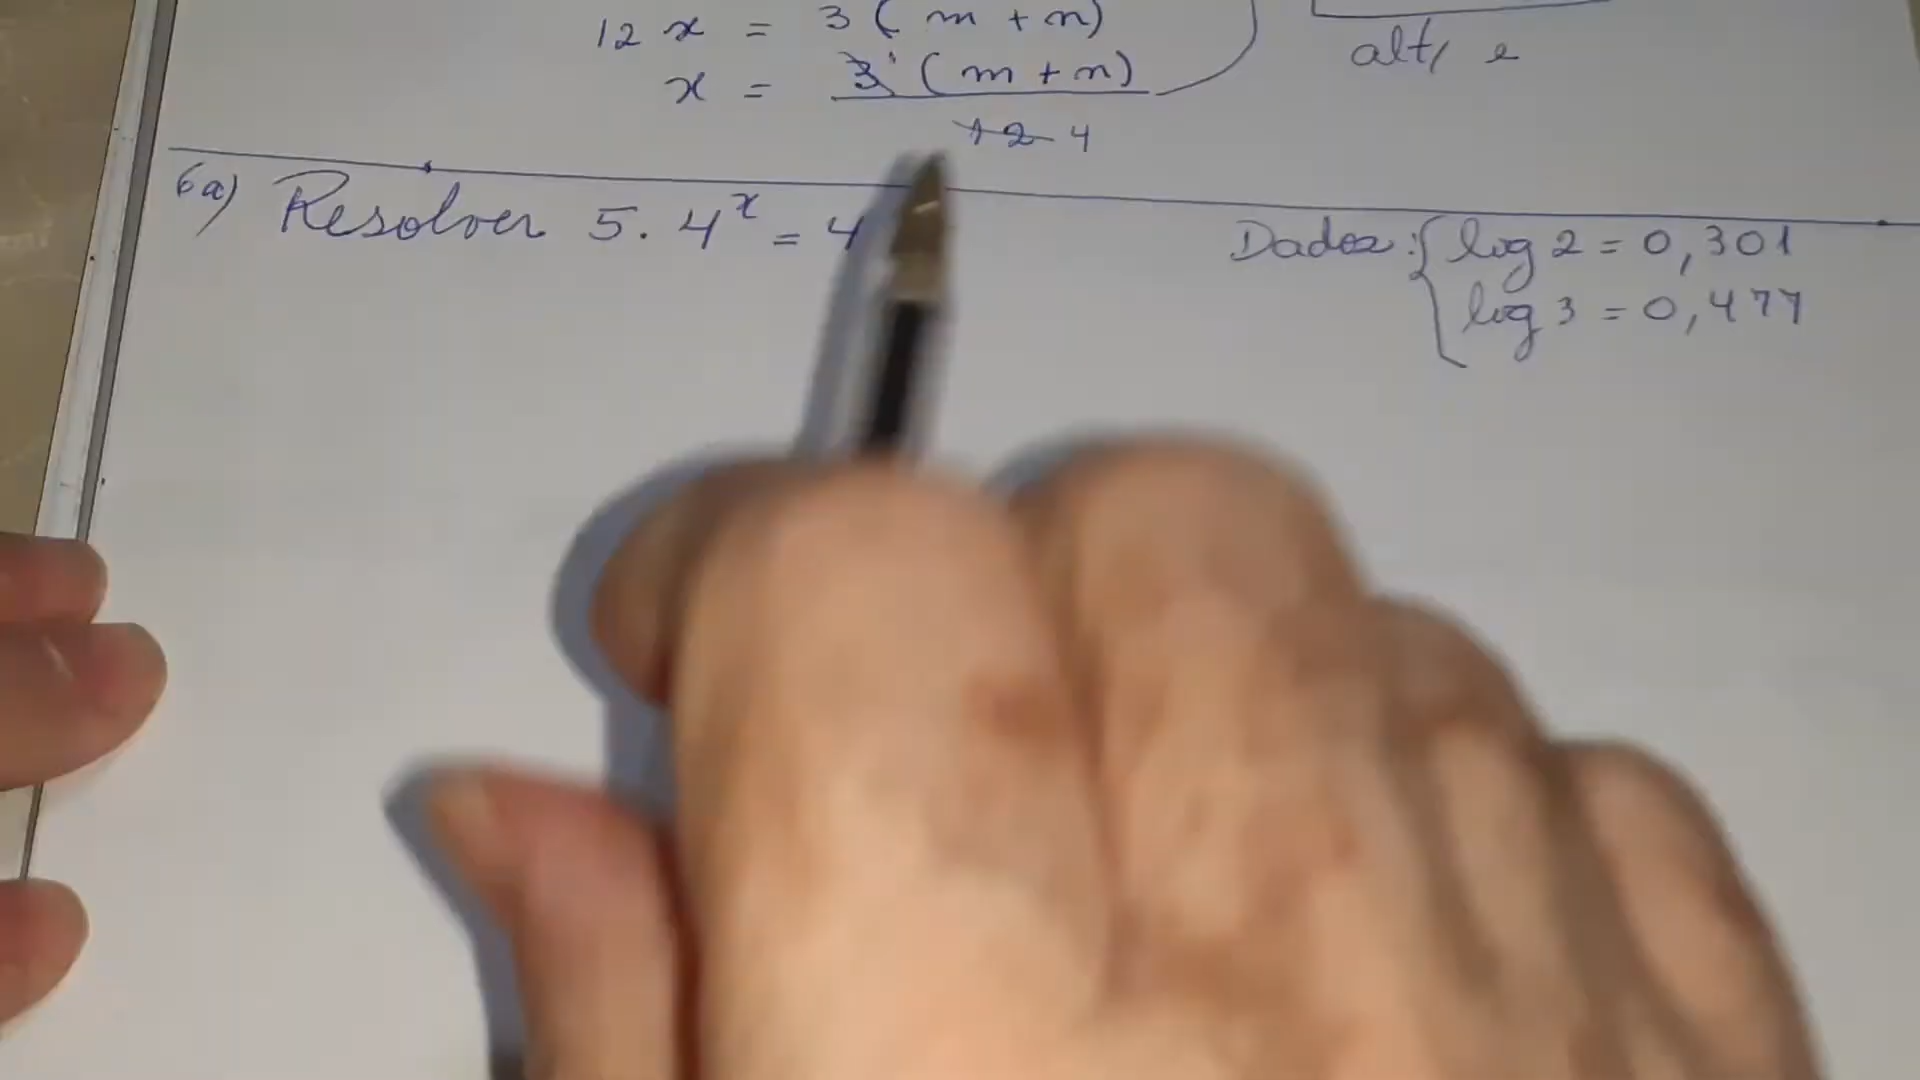 12 x = 3 ( m + n )
x = 3 1 ( m + n )
12 4
alt/ e
6a) Resolver 5. 4^x = 4
Dados: { log 2 = 0,301
log 3 = 0,477